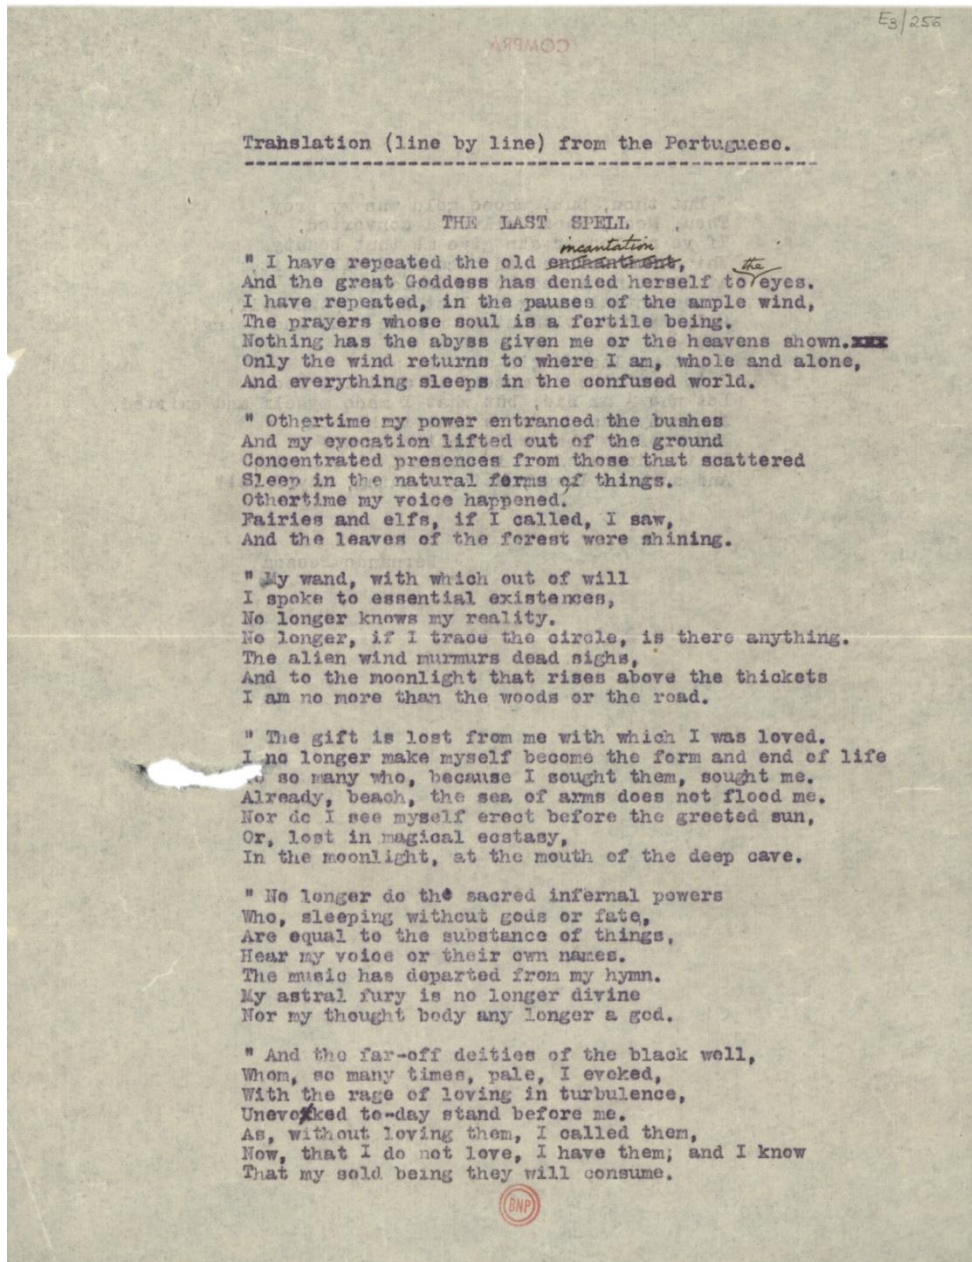 E3/256
COMPRA
Translation (line by line) from the Portuguese.
THE LAST SPELL
incantation
" I have repeated the old enchantment,
the
And the great Goddess has denied herself to eyes.
I have repeated, in the pauses of the ample wind,
The prayers whose soul is a fertile being.
Nothing has the abyss given me or the heavens shown.xxx
Only the wind returns to where I am, whole and alone,
And everything sleeps in the confused world.
" Othertime my power entranced the bushes
And my evocation lifted out of the ground
Concentrated presences from those that scattered
Sleep in the natural forms of things.
Othertime my voice happened.
Fairies and elfs, if I called, I saw,
And the leaves of the forest were shining.
" My wand, with which out of will
I spoke to essential existences,
No longer knows my reality.
No longer, if I trace the circle, is there anything.
The alien wind murmurs dead sighs,
And to the moonlight that rises above the thickets
I am no more than the woods or the road.
" The gift is lost from me with which I was loved.
I no longer make myself become the form and end of life
so many who, because I sought them, sought me.
Already, beach, the sea of arms does not flood me.
Nor do I see myself erect before the greeted sun,
Or, lost in magical ecstasy,
In the moonlight, at the mouth of the deep cave.
" No longer do the sacred infernal powers
Who, sleeping without gods or fate,
Are equal to the substance of things,
Hear my voice or their own names.
The music has departed from my hymn.
My astral fury is no longer divine
Nor my thought body any longer a god.
" And the far-off deities of the black well,
Whom, so many times, pale, I evoked,
With the rage of loving in turbulence,
Unevoked to-day stand before me.
As, without loving them, I called them,
Now, that I do not love, I have them; and I know
That my sold being they will consume.
BNP